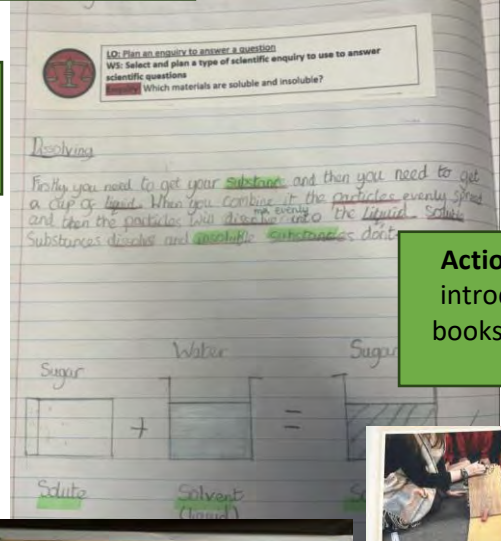 LO: Plan an enquiry to answer a question
WS: Select and plan a type of scientific enquiry to use to answer
scientific questions
Enquiry: Which materials are soluble and insoluble?
Dissolving
Firstly you need to get your substance and then you need to get
a cup of liquid. When you combine it the particles evenly spred
mix evenly
and then the particles will dissolve into the liquid. Soluble
Substances dissolve and insoluble substances don't
Actio
introd
books
Sugar
Water
Sugar
+
=
Solute
Solvent
(liquid)